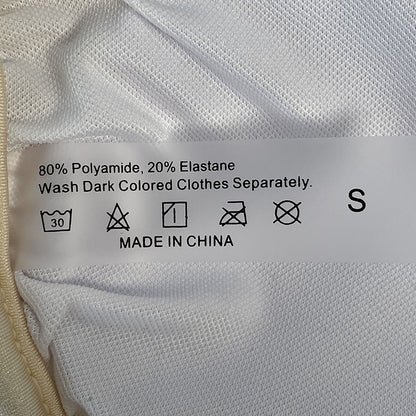 80% Polyamide, 20% Elastane
Wash Dark Colored Clothes Separately.
30
S
MADE IN CHINA